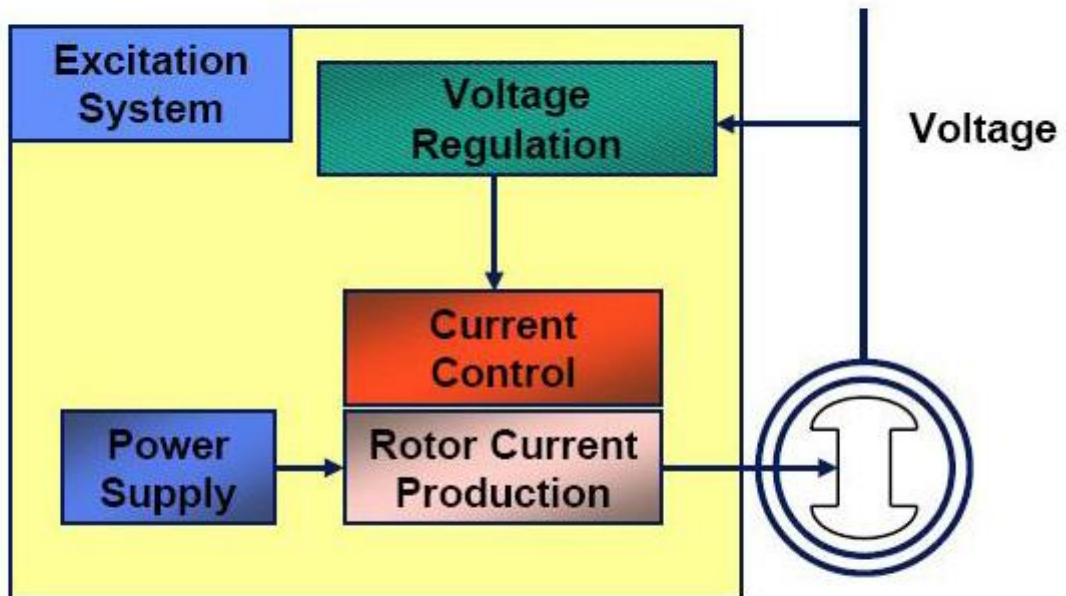 Excitation
System
Voltage
Regulation
Voltage
Current
Control
Power
Supply
Rotor Current
Production